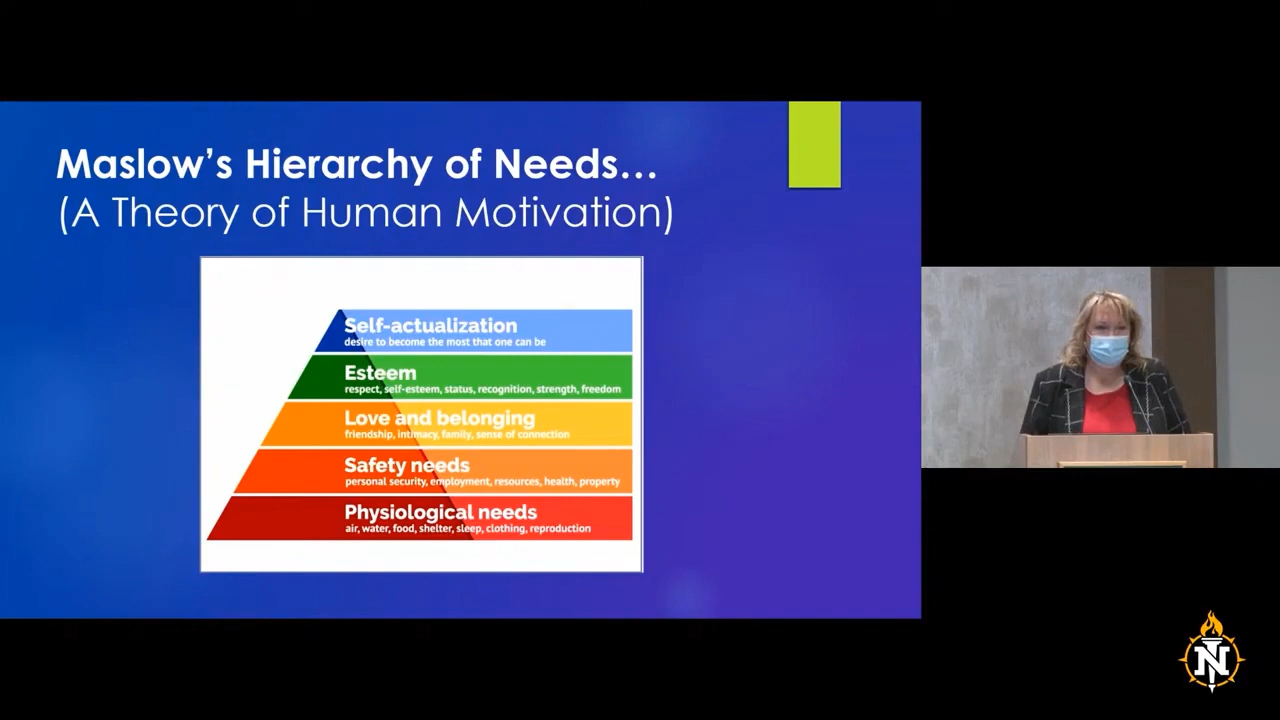 Maslow’s Hierarchy of Needs…
(A Theory of Human Motivation)
Self-actualization
desire to become the most that one can be
Esteem
respect, self-esteem, status, recognition, strength, freedom
Love and belonging
friendship, intimacy, family, sense of connection
Safety needs
personal security, employment, resources, health, property
Physiological needs
air, water, food, shelter, sleep, clothing, reproduction
N